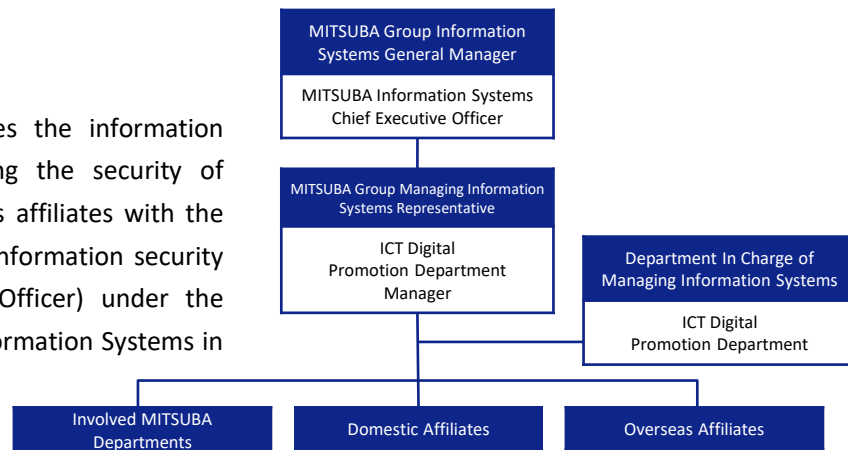 es the information
ng the security of
s affiliates with the
nformation security
Officer) under the
ormation Systems in
MITSUBA Group Information
Systems General Manager
MITSUBA Information Systems
Chief Executive Officer
MITSUBA Group Managing Information
Systems Representative
ICT Digital
Promotion Department
Manager
Department In Charge of
Managing Information Systems
ICT Digital
Promotion Department
Involved MITSUBA
Departments
Domestic Affiliates
Overseas Affiliates